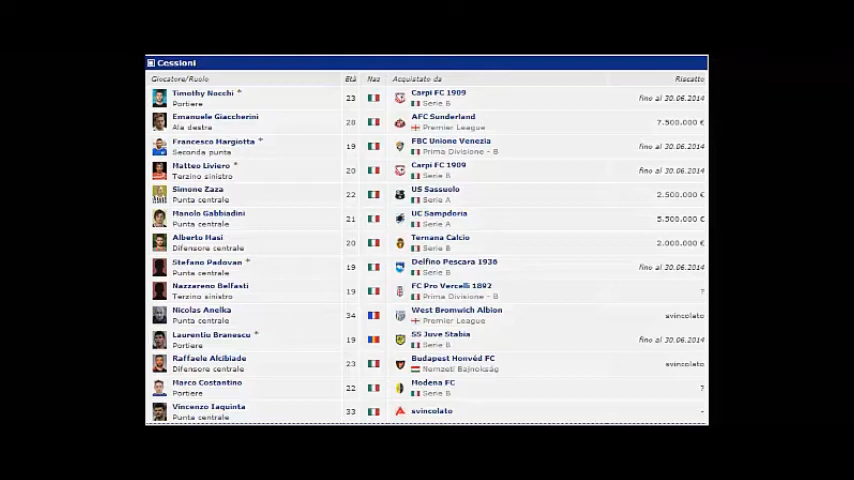 Cessioni
Giocatore/Ruolo Età Naz Acquistato da Riscatto
Timothy Nocchi * 23 Carpi FC 1909 fino al 30.06.2014
Portiere Serie B
Emanuele Giaccherini 28 AFC Sunderland 7.500.000 €
Ala destra Premier League
Francesco Margiotta * 19 FBC Unione Venezia fino al 30.06.2014
Seconda punta Prima Divisione - B
Matteo Liviero * 20 Carpi FC 1909 fino al 30.06.2014
Terzino sinistro Serie B
Simone Zaza 22 US Sassuolo 2.500.000 €
Punta centrale Serie A
Manolo Gabbiadini 21 UC Sampdoria 5.500.000 €
Punta centrale Serie A
Alberto Masi 20 Ternana Calcio 2.000.000 €
Difensore centrale Serie B
Stefano Padovan * 19 Delfino Pescara 1936 fino al 30.06.2014
Punta centrale Serie B
Nazzareno Belfasti 19 FC Pro Vercelli 1892 ?
Terzino sinistro Prima Divisione - B
Nicolas Anelka 34 West Bromwich Albion svincolato
Punta centrale Premier League
Laurentiu Branescu * 19 SS Juve Stabia fino al 30.06.2014
Portiere Serie B
Raffaele Alcibiade 23 Budapest Honvéd FC svincolato
Difensore centrale Nemzeti Bajnokság
Marco Costantino 22 Modena FC ?
Portiere Serie B
Vincenzo Iaquinta 33 svincolato -
Punta centrale